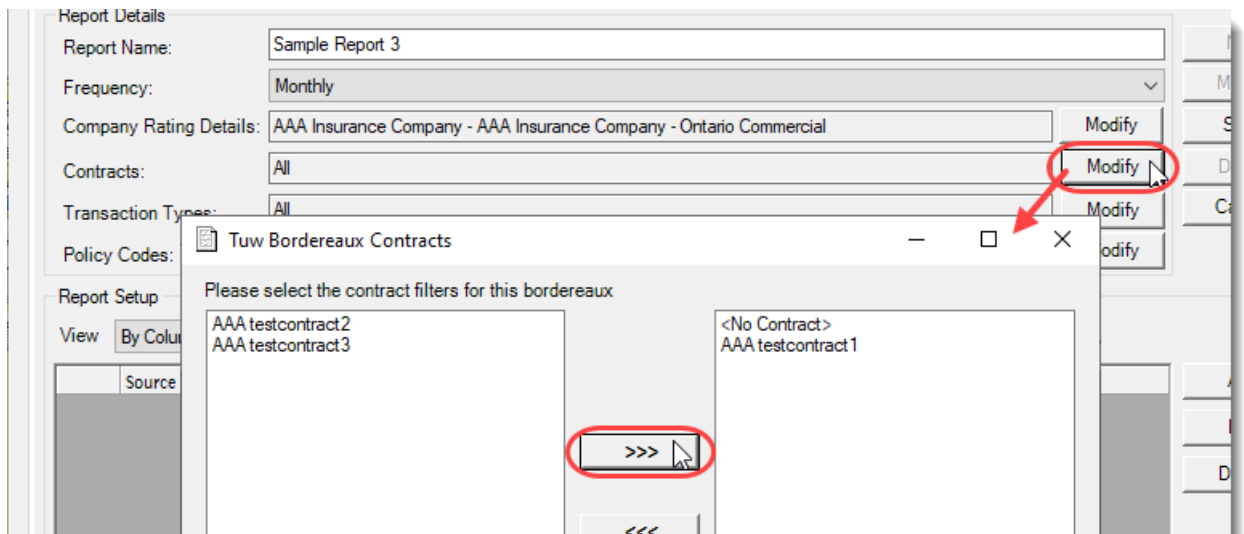 Report Details
Report Name: Sample Report 3
Frequency: Monthly
Company Rating Details: AAA Insurance Company - AAA Insurance Company - Ontario Commercial Modify
Contracts: All Modify
Transaction Types: All Modify
Tuw Bordereaux Contracts
Policy Codes:
Please select the contract filters for this bordereaux
Report Setup
AAA testcontract2
AAA testcontract3
<No Contract>
AAA testcontract1
View By
Source
>>>
<<<